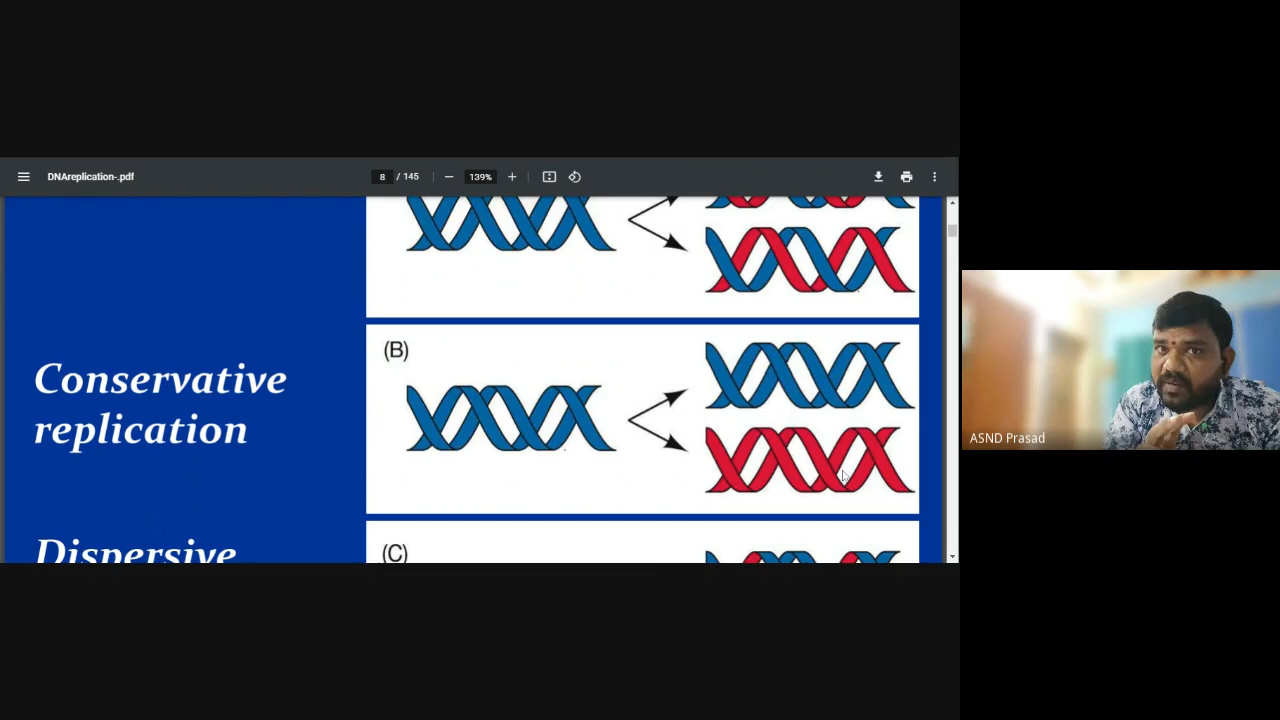 DNAreplication-.pdf
8 / 145
139%
(B)
Conservative
replication
ASND Prasad
Dispersive
(C)